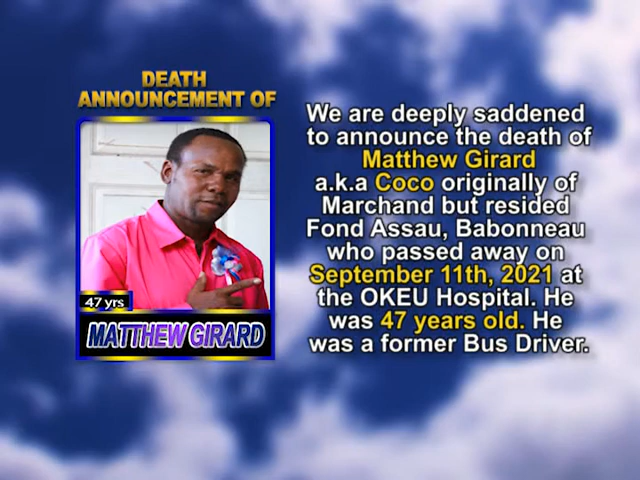 DEATH
ANNOUNCEMENT OF
47 yrs
MATTHEW GIRARD
We are deeply saddened
to announce the death of
Matthew Girard
a.k.a Coco originally of
Marchand but resided
Fond Assau, Babonneau
who passed away on
September 11th, 2021 at
the OKEU Hospital. He
was 47 years old. He
was a former Bus Driver.